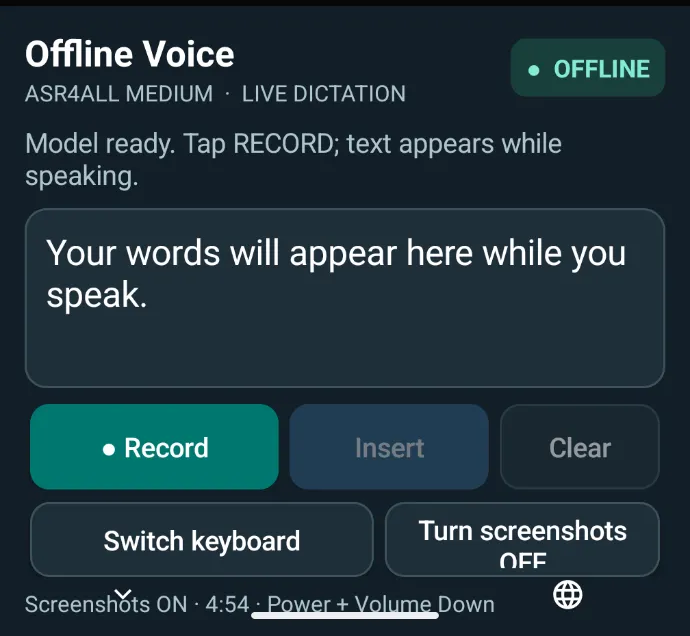 Offline Voice
● OFFLINE
ASR4ALL MEDIUM · LIVE DICTATION
Model ready. Tap RECORD; text appears while
speaking.
Your words will appear here while you
speak.
● Record
Insert
Clear
Switch keyboard
Turn screenshots
OFF
Screenshots ON · 4:54 · Power + Volume Down